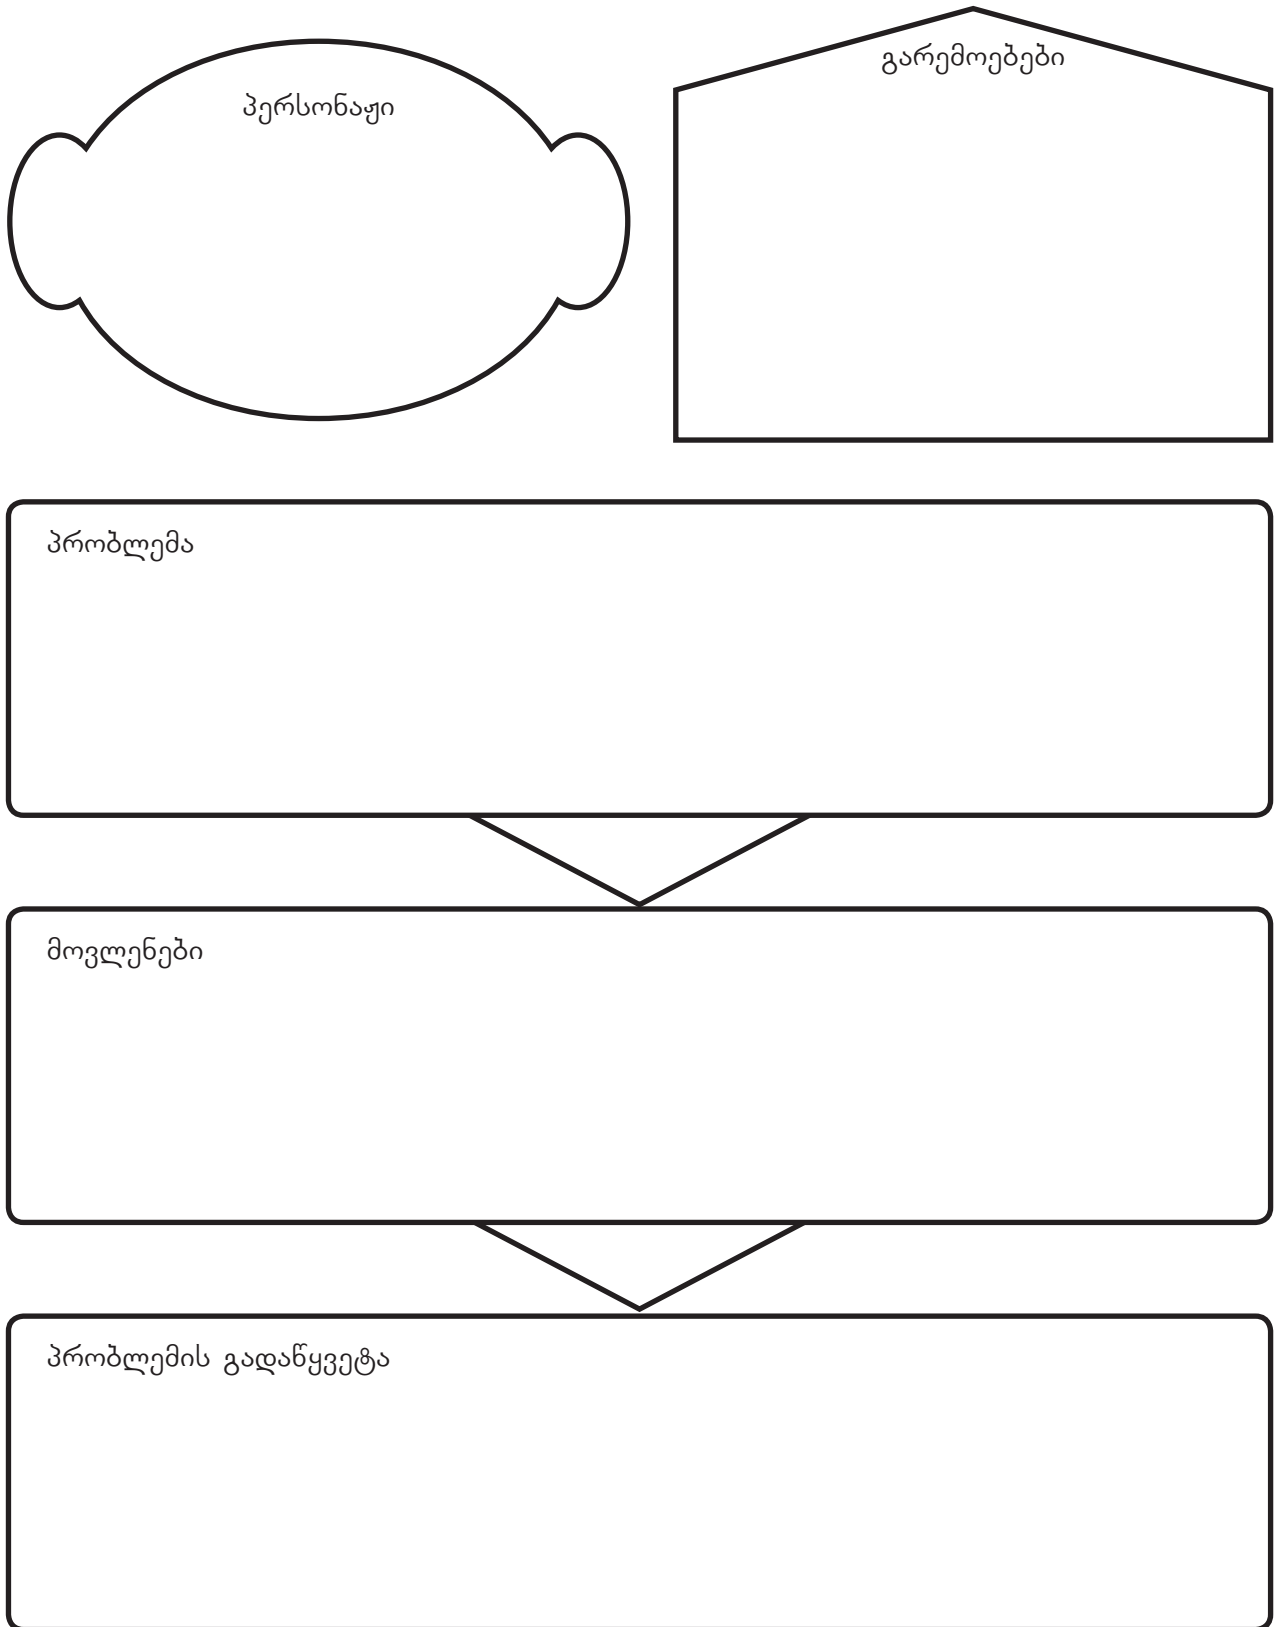 პერსონაჟი
გარემოებები
პრობლემა
მოვლენები
პრობლემის გადაწყვეტა